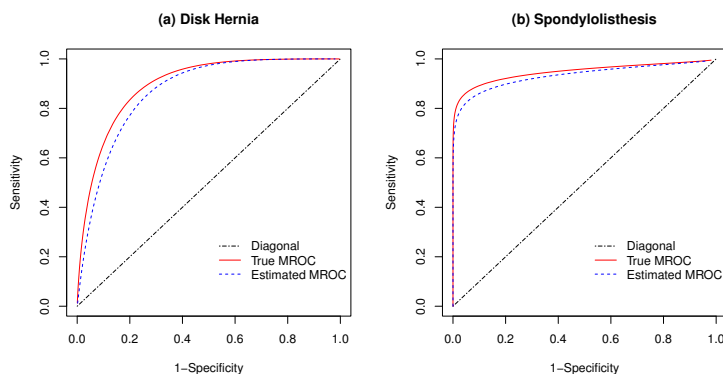 (a) Disk Hernia
Sensitivity
1.0
0.8
0.6
0.4
0.2
0.0
Diagonal
True MROC
Estimated MROC
0.0 0.2 0.4 0.6 0.8 1.0
1−Specificity
(b) Spondylolisthesis
Sensitivity
1.0
0.8
0.6
0.4
0.2
0.0
Diagonal
True MROC
Estimated MROC
0.0 0.2 0.4 0.6 0.8 1.0
1−Specificity